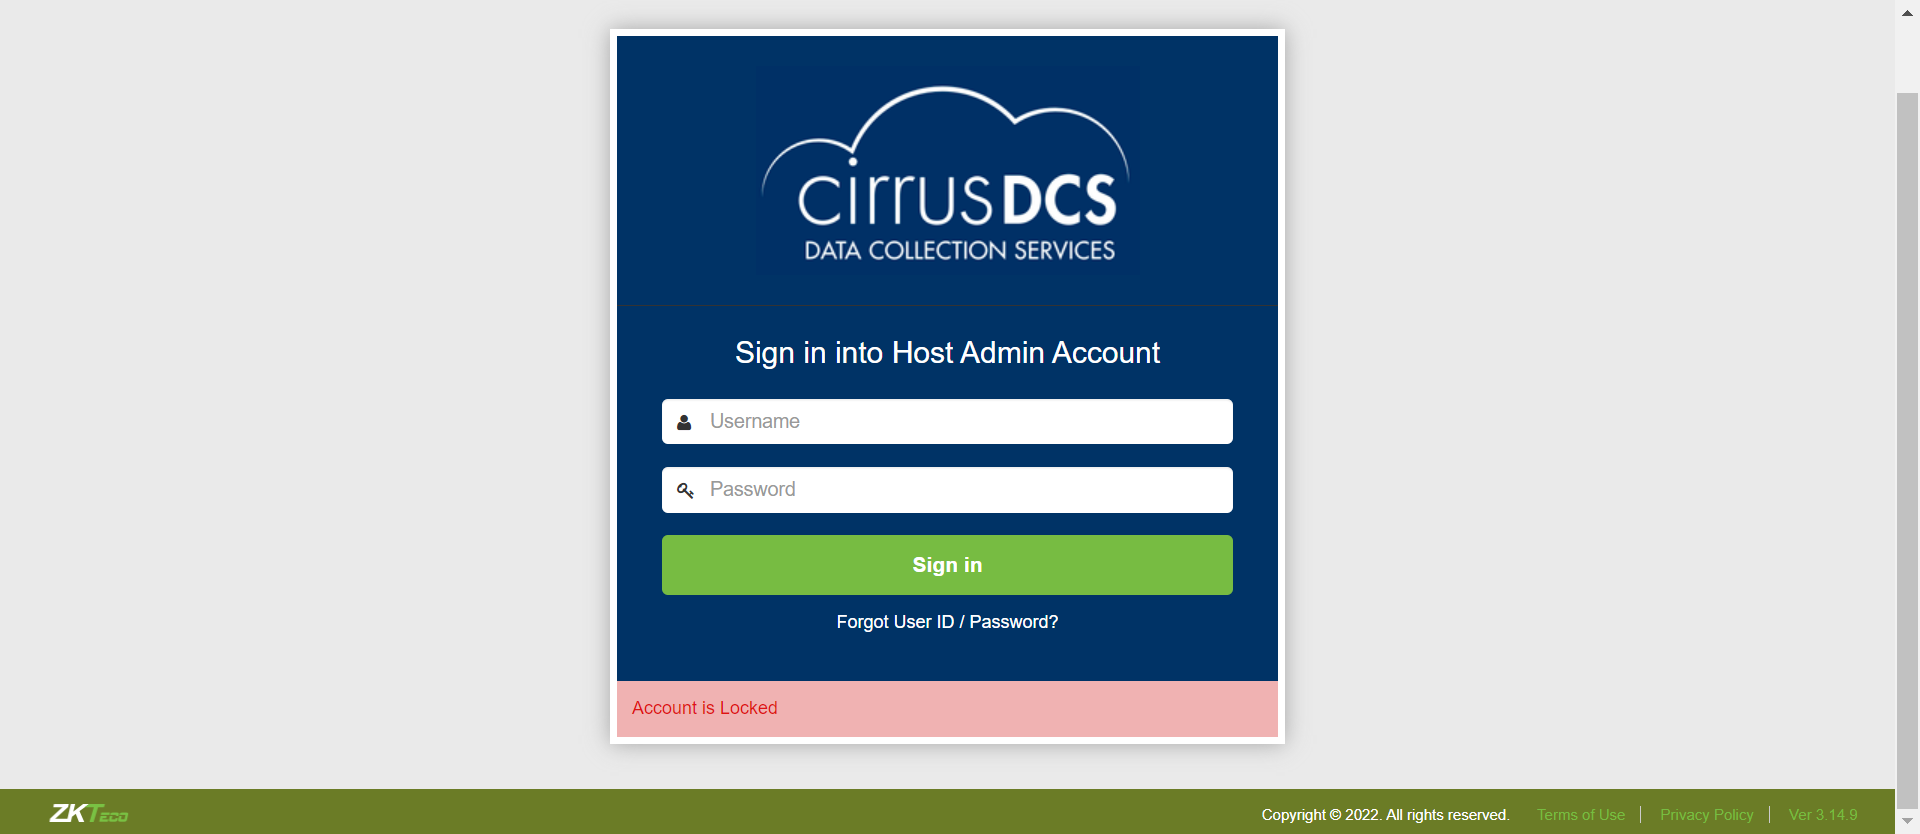 cirrusDCS
DATA COLLECTION SERVICES
Sign in into Host Admin Account
Username
Password
Sign in
Forgot User ID / Password?
Account is Locked
ZKTECO
Copyright © 2022. All rights reserved. Terms of Use | Privacy Policy | Ver 3.14.9